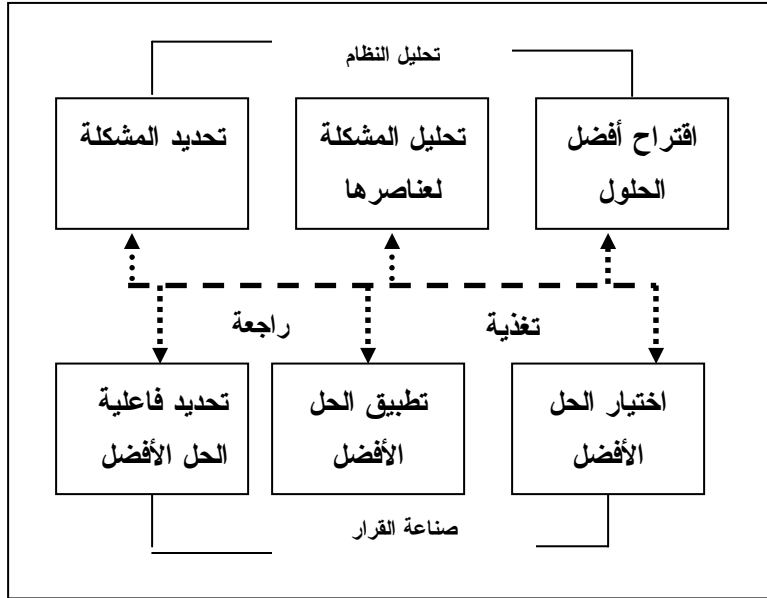 تحليل النظام
اقتراح أفضل
الحلول
تحليل المشكلة
لعناصرها
تحديد المشكلة
تغذية
راجعة
اختيار الحل
الأفضل
تطبيق الحل
الأفضل
تحديد فاعلية
الحل الأفضل
صناعة القرار